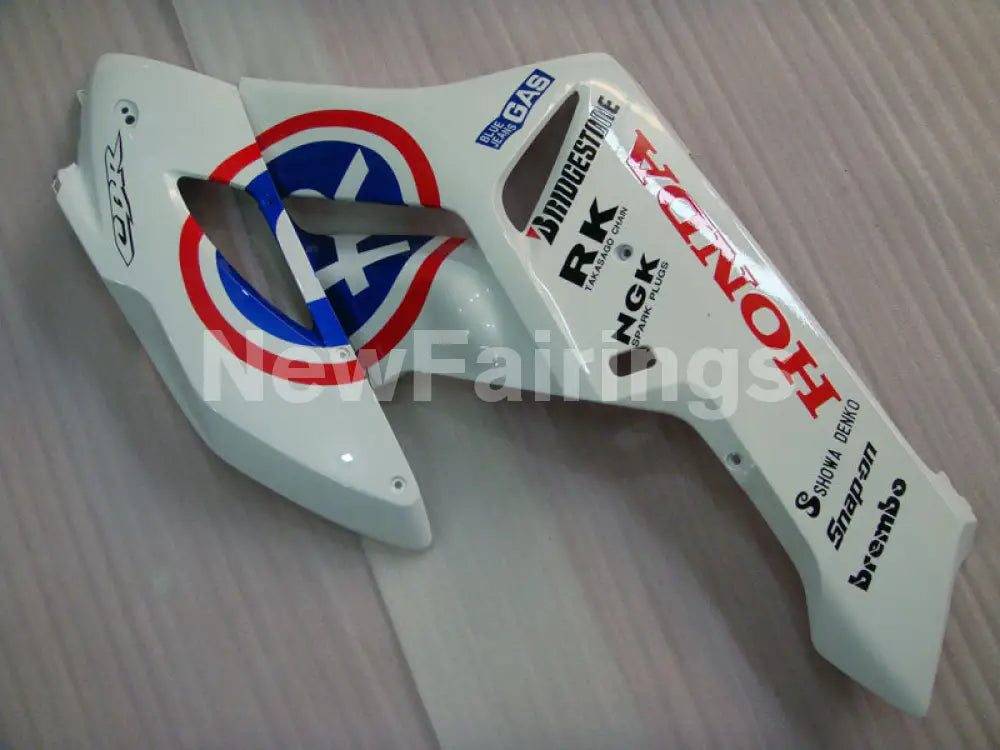 CBR
BLUE JEANS GAS
BRIDGESTONE
RK
TAKASAGO CHAIN
NGK
SPARK PLUGS
HONDA
SHOWA DENKO
Snap-on
brembo
NewFairings